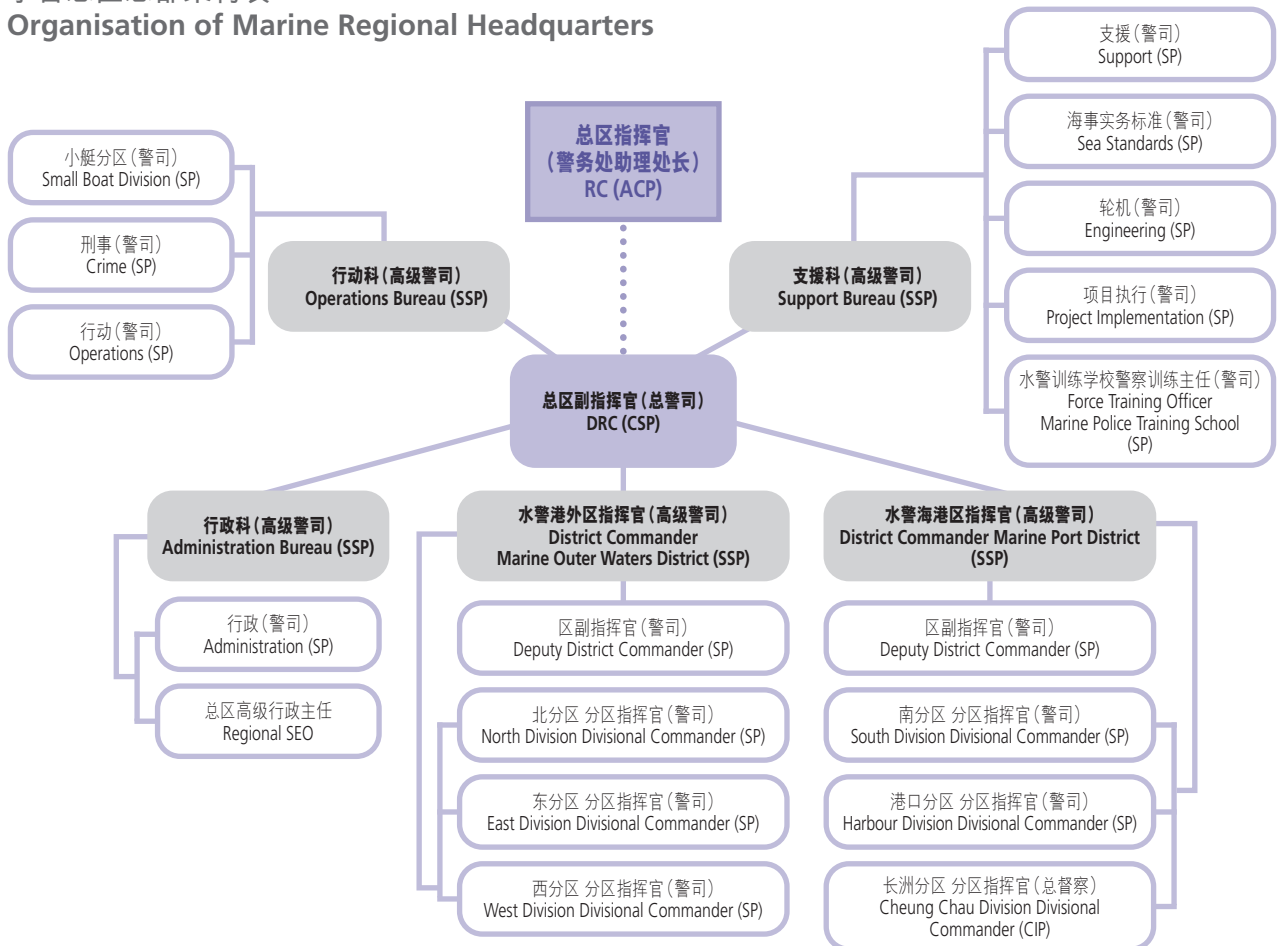 Organisation of Marine Regional Headquarters
总区指挥官
(警务处助理处长)
RC (ACP)
小艇分区(警司)
Small Boat Division (SP)
刑事(警司)
Crime (SP)
行动(警司)
Operations (SP)
行动科(高级警司)
Operations Bureau (SSP)
支援科(高级警司)
Support Bureau (SSP)
支援(警司)
Support (SP)
海事实务标准(警司)
Sea Standards (SP)
轮机(警司)
Engineering (SP)
项目执行(警司)
Project Implementation (SP)
水警训练学校警察训练主任(警司)
Force Training Officer
Marine Police Training School
(SP)
总区副指挥官(总警司)
DRC (CSP)
行政科(高级警司)
Administration Bureau (SSP)
行政(警司)
Administration (SP)
总区高级行政主任
Regional SEO
水警港外区指挥官(高级警司)
District Commander
Marine Outer Waters District (SSP)
区副指挥官(警司)
Deputy District Commander (SP)
北分区 分区指挥官(警司)
North Division Divisional Commander (SP)
东分区 分区指挥官(警司)
East Division Divisional Commander (SP)
西分区 分区指挥官(警司)
West Division Divisional Commander (SP)
水警海港区指挥官(高级警司)
District Commander Marine Port District
(SSP)
区副指挥官(警司)
Deputy District Commander (SP)
南分区 分区指挥官(警司)
South Division Divisional Commander (SP)
港口分区 分区指挥官(警司)
Harbour Division Divisional Commander (SP)
长洲分区 分区指挥官(总督察)
Cheung Chau Division Divisional
Commander (CIP)